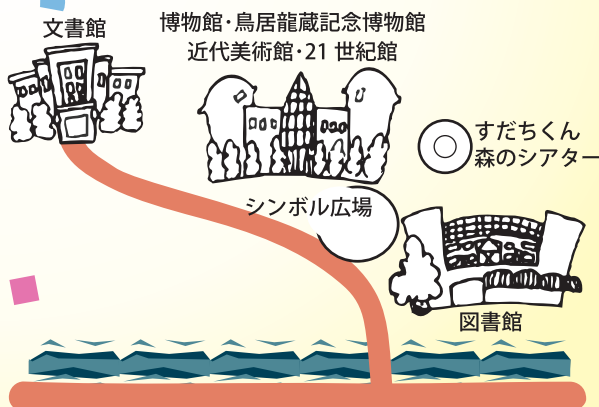 文書館
博物館・鳥居龍蔵記念博物館
近代美術館・21 世紀館
すだちくん
森のシアター
シンボル広場
図書館